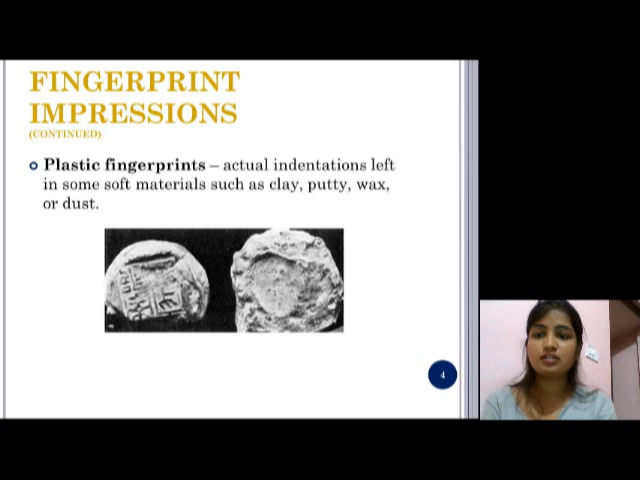 FINGERPRINT
IMPRESSIONS
(CONTINUED)
Plastic fingerprints – actual indentations left
in some soft materials such as clay, putty, wax,
or dust.
4